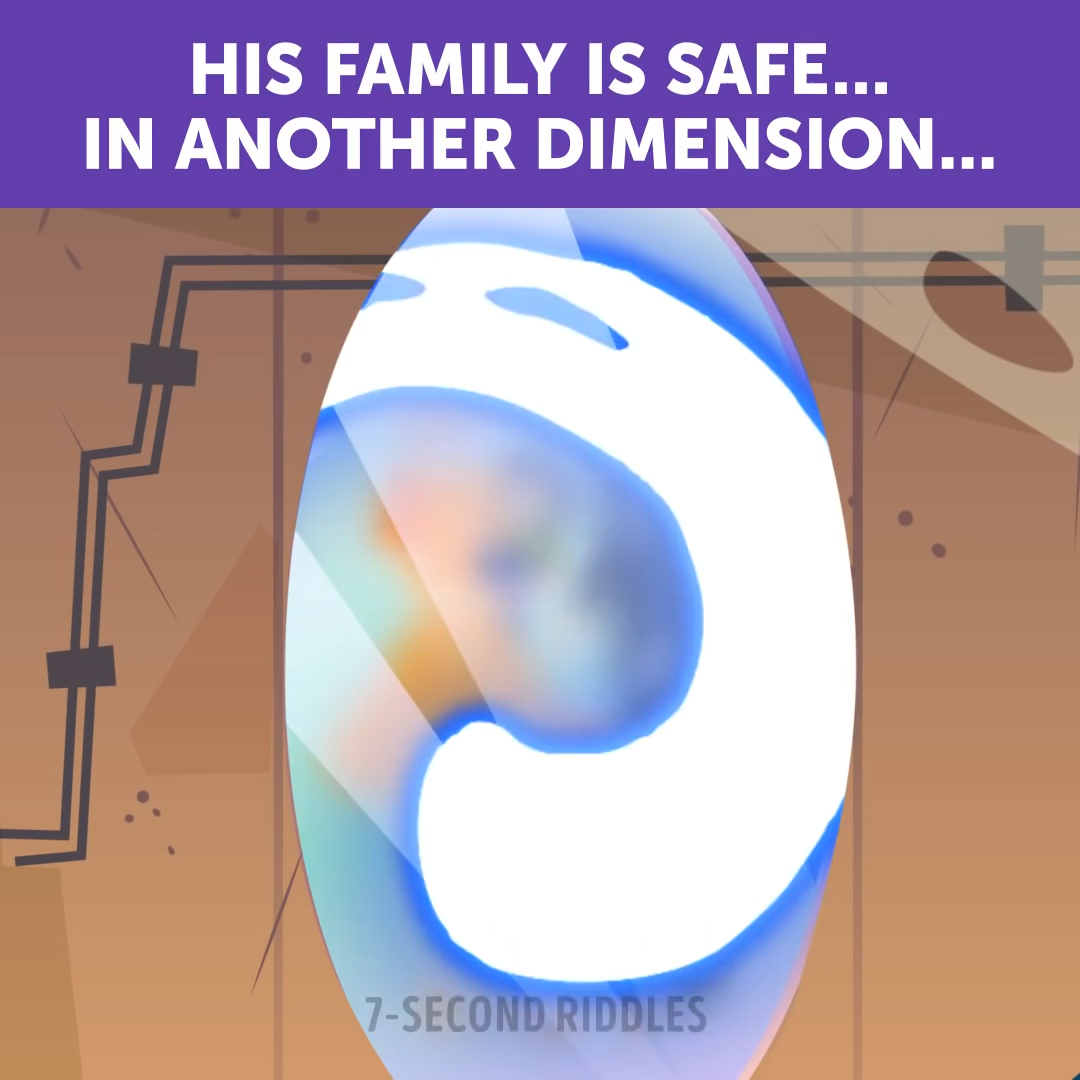 HIS FAMILY IS SAFE...
IN ANOTHER DIMENSION...
7-SECOND RIDDLES